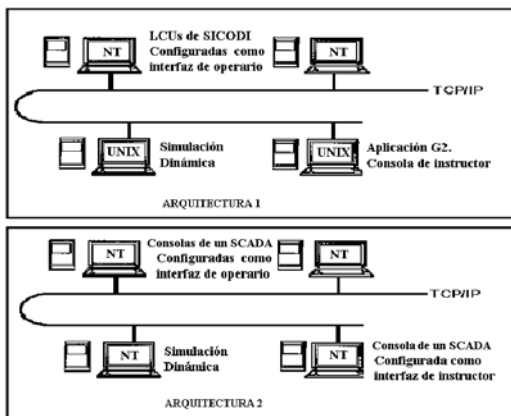 LCUs de SICODI
NT
Configuradas como
NT
interfaz de operario
TCP/IP
UNIX
Simulación
Dinámica
UNIX
Aplicación G2.
Consola de instructor
ARQUITECTURA 1
Consolas de un SCADA
NT
Configuradas como
NT
interfaz de operario
TCP/IP
NT
Simulación
Dinámica
NT
Consola de un SCADA
Configurada como
interfaz de instructor
ARQUITECTURA 2